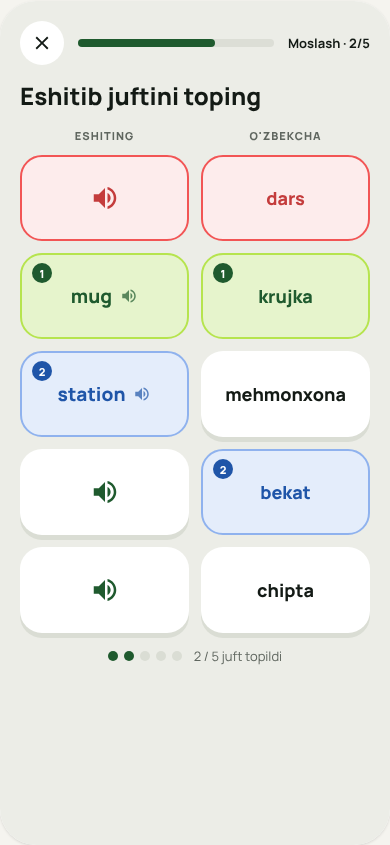 Moslash · 2/5
Eshitib juftini toping
ESHITING
O'ZBEKCHA
dars
1
mug
1
krujka
2
station
mehmonxona
2
bekat
chipta
2 / 5 juft topildi